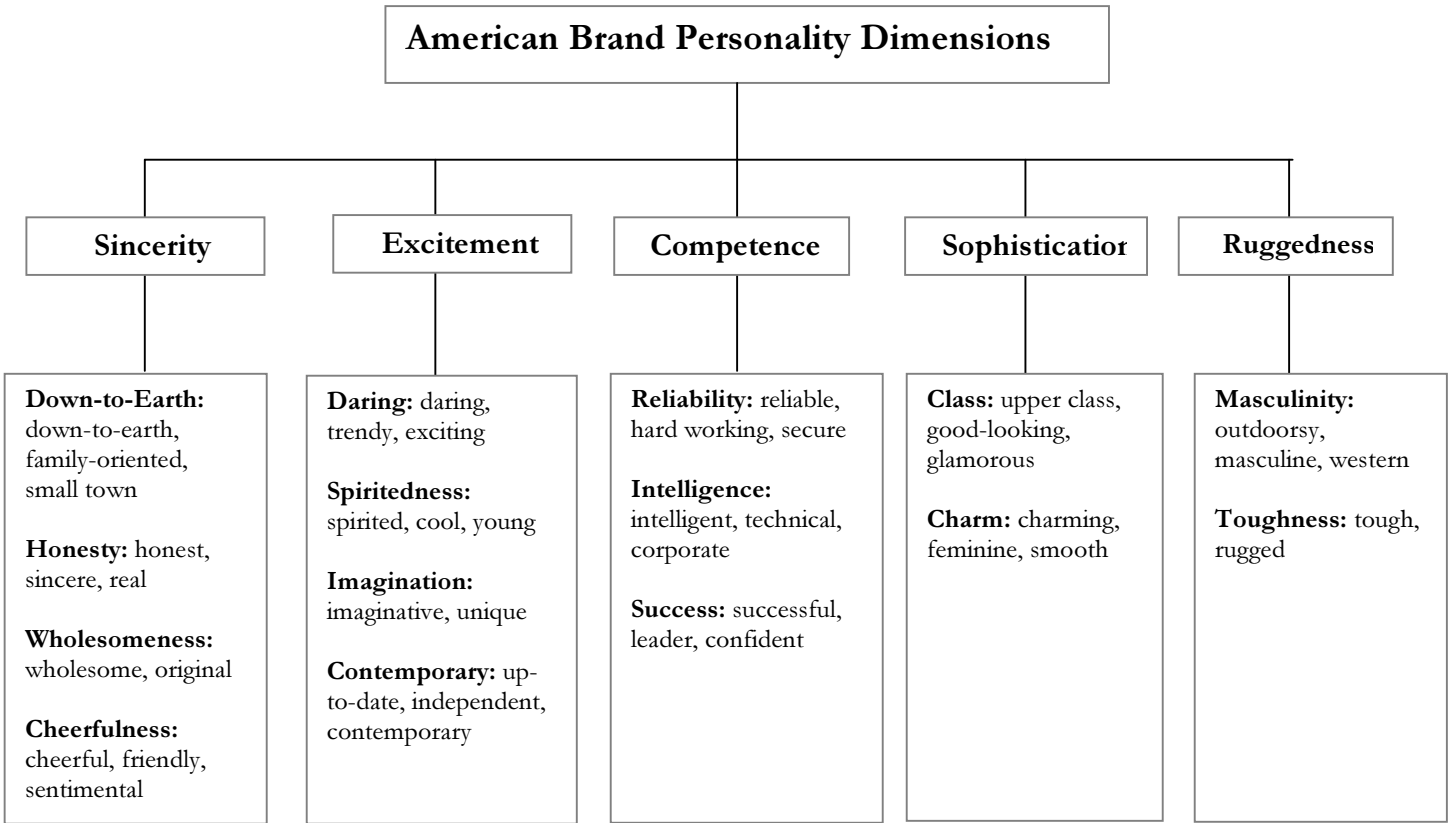 American Brand Personality Dimensions
Sincerity
Excitement
Competence
Sophistication
Ruggedness
Down-to-Earth:
down-to-earth,
family-oriented,
small town
Honesty: honest,
sincere, real
Wholesomeness:
wholesome, original
Cheerfulness:
cheerful, friendly,
sentimental
Daring: daring,
trendy, exciting
Spiritedness:
spirited, cool, young
Imagination:
imaginative, unique
Contemporary: up-
to-date, independent,
contemporary
Reliability: reliable,
hard working, secure
Intelligence:
intelligent, technical,
corporate
Success: successful,
leader, confident
Class: upper class,
good-looking,
glamorous
Charm: charming,
feminine, smooth
Masculinity:
outdoorsy,
masculine, western
Toughness: tough,
rugged